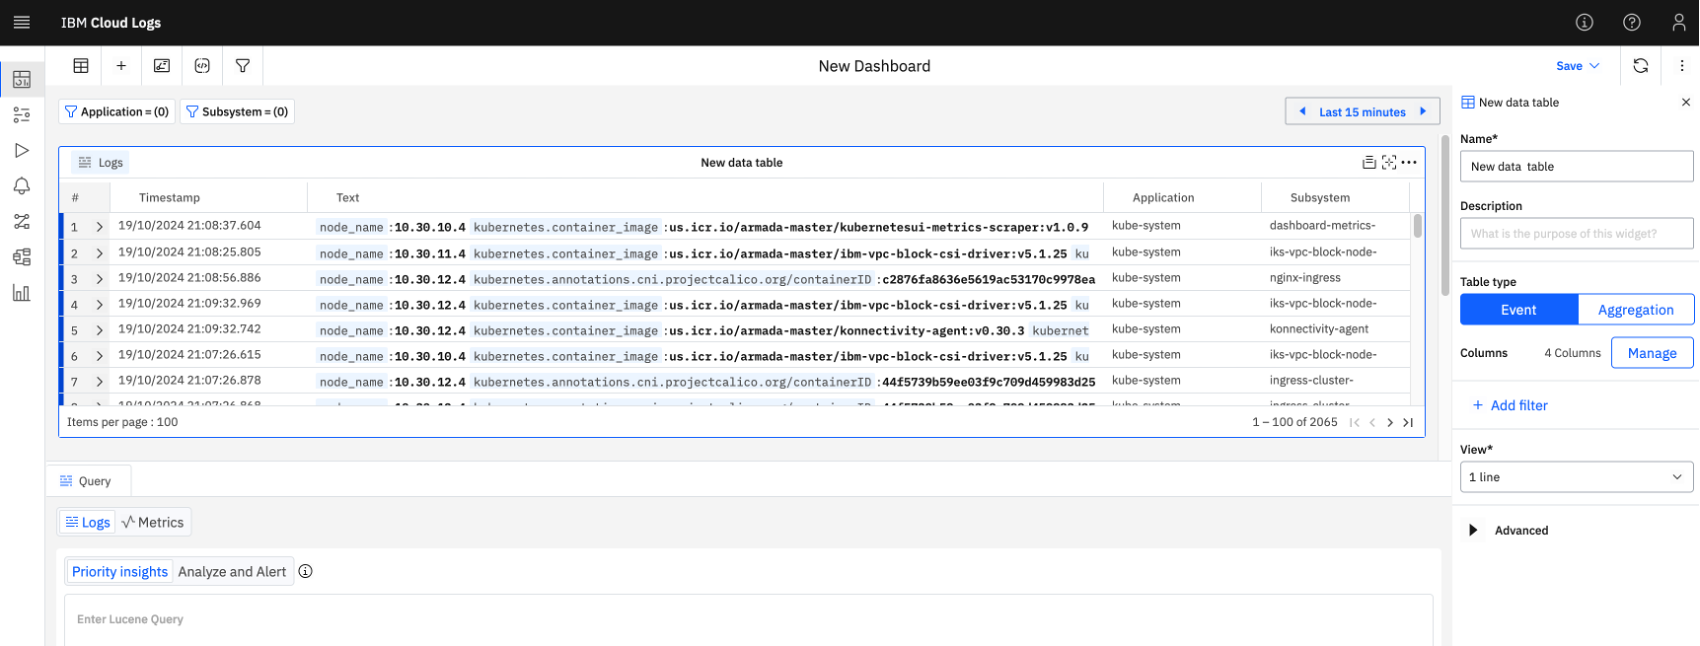 IBM Cloud Logs
New Dashboard
Save
Application = (0)
Subsystem = (0)
Last 15 minutes
Logs
New data table
# Timestamp Text Application Subsystem
1 19/10/2024 21:08:37.604 node_name :10.30.10.4 kubernetes.container_image :us.icr.io/armada-master/kubernetesui-metrics-scraper:v1.0.9 kube-system dashboard-metrics-
2 19/10/2024 21:08:25.805 node_name :10.30.11.4 kubernetes.container_image :us.icr.io/armada-master/ibm-vpc-block-csi-driver:v5.1.25 ku kube-system iks-vpc-block-node-
3 19/10/2024 21:08:56.886 node_name :10.30.12.4 kubernetes.annotations.cni.projectcalico.org/containerID :c2876fa8636e5619ac53170c9978ea kube-system nginx-ingress
4 19/10/2024 21:09:32.969 node_name :10.30.12.4 kubernetes.container_image :us.icr.io/armada-master/ibm-vpc-block-csi-driver:v5.1.25 ku kube-system iks-vpc-block-node-
5 19/10/2024 21:09:32.742 node_name :10.30.12.4 kubernetes.container_image :us.icr.io/armada-master/konnectivity-agent:v0.30.3 kubernet kube-system konnectivity-agent
6 19/10/2024 21:07:26.615 node_name :10.30.10.4 kubernetes.container_image :us.icr.io/armada-master/ibm-vpc-block-csi-driver:v5.1.25 ku kube-system iks-vpc-block-node-
7 19/10/2024 21:07:26.878 node_name :10.30.12.4 kubernetes.annotations.cni.projectcalico.org/containerID :44f5739b59ee03f9c709d459983d25 kube-system ingress-cluster-
Items per page : 100
1 – 100 of 2065
Query
Logs
Metrics
Priority insights
Analyze and Alert
Enter Lucene Query
New data table
Name*
New data table
Description
What is the purpose of this widget?
Table type
Event
Aggregation
Columns
4 Columns
Manage
+ Add filter
View*
1 line
Advanced